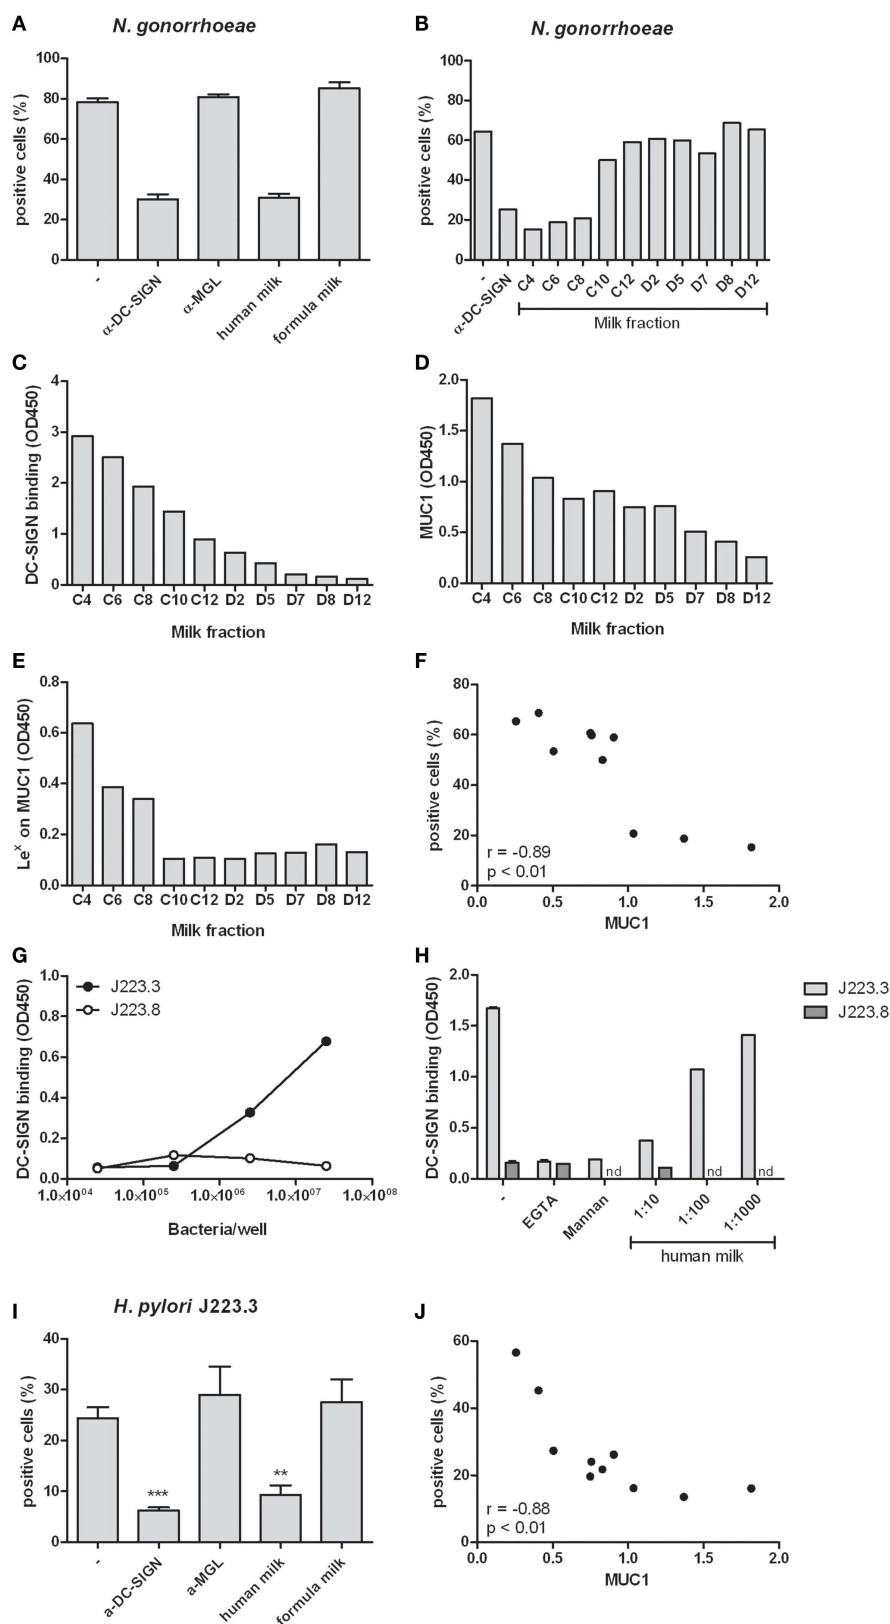 A
N. gonorrhoeae
100
80
60
40
20
0
positive cells (%)
-
α-DC-SIGN
α-MGL
human milk
formula milk
B
N. gonorrhoeae
100
80
60
40
20
0
positive cells (%)
-
α-DC-SIGN
C4
C6
C8
C10
C12
D2
D5
D7
D8
D12
Milk fraction
C
4
3
2
1
0
DC-SIGN binding (OD450)
C4 C6 C8 C10 C12 D2 D5 D7 D8 D12
Milk fraction
D
2.0
1.5
1.0
0.5
0.0
MUC1 (OD450)
C4 C6 C8 C10 C12 D2 D5 D7 D8 D12
Milk fraction
E
0.8
0.6
0.4
0.2
0.0
Leˣ on MUC1 (OD450)
C4 C6 C8 C10 C12 D2 D5 D7 D8 D12
Milk fraction
F
80
60
40
20
0
positive cells (%)
r = -0.89
p < 0.01
0.0 0.5 1.0 1.5 2.0
MUC1
G
1.0
0.8
0.6
0.4
0.2
0.0
DC-SIGN binding (OD450)
J223.3
J223.8
1.0×10⁰⁴ 1.0×10⁰⁵ 1.0×10⁰⁶ 1.0×10⁰⁷ 1.0×10⁰⁸
Bacteria/well
H
2.0
1.5
1.0
0.5
0.0
DC-SIGN binding (OD450)
J223.3
J223.8
nd
nd
nd
-
EGTA
Mannan
1:10
1:100
1:1000
human milk
I
H. pylori J223.3
40
30
20
10
0
positive cells (%)
***
**
-
a-DC-SIGN
a-MGL
human milk
formula milk
J
60
40
20
0
positive cells (%)
r = -0.88
p < 0.01
0.0 0.5 1.0 1.5 2.0
MUC1